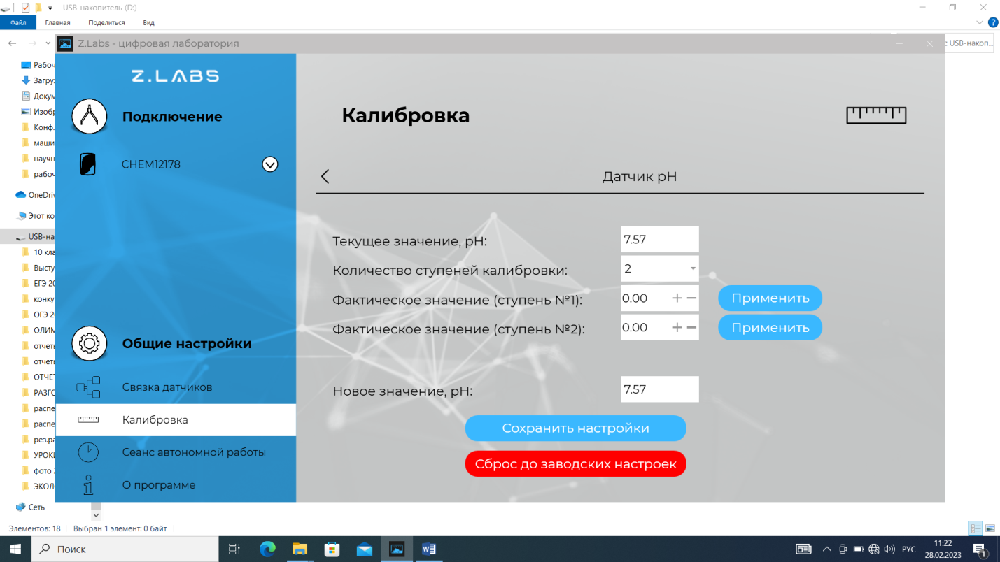 USB-накопитель (D:)
Файл Главная Поделиться Вид
Z.Labs - цифровая лаборатория
: USB-накоп...
Рабоч
Загруз
Докум
Изобр
Конф.
маши
научн
рабоч
OneDriv
Этот ко
USB-на
10 кла
Высту
ЕГЭ 20
конку
ОГЭ 20
ОЛИМ
отчеты
отчеты
ОТЧЕТ
РАЗГО
распе
распе
рез.ра
УРОКИ
фото 2
ЭКОЛО
Сеть
Z.LABS
Подключение
CHEM12178
Общие настройки
Связка датчиков
Калибровка
Сеанс автономной работы
О программе
Калибровка
Датчик pH
Текущее значение, pH: 7.57
Количество ступеней калибровки: 2
Фактическое значение (ступень №1): 0.00 Применить
Фактическое значение (ступень №2): 0.00 Применить
Новое значение, pH: 7.57
Сохранить настройки
Сброс до заводских настроек
Элементов: 18 Выбран 1 элемент: 0 байт
Поиск
РУС
11:22
28.02.2023
1